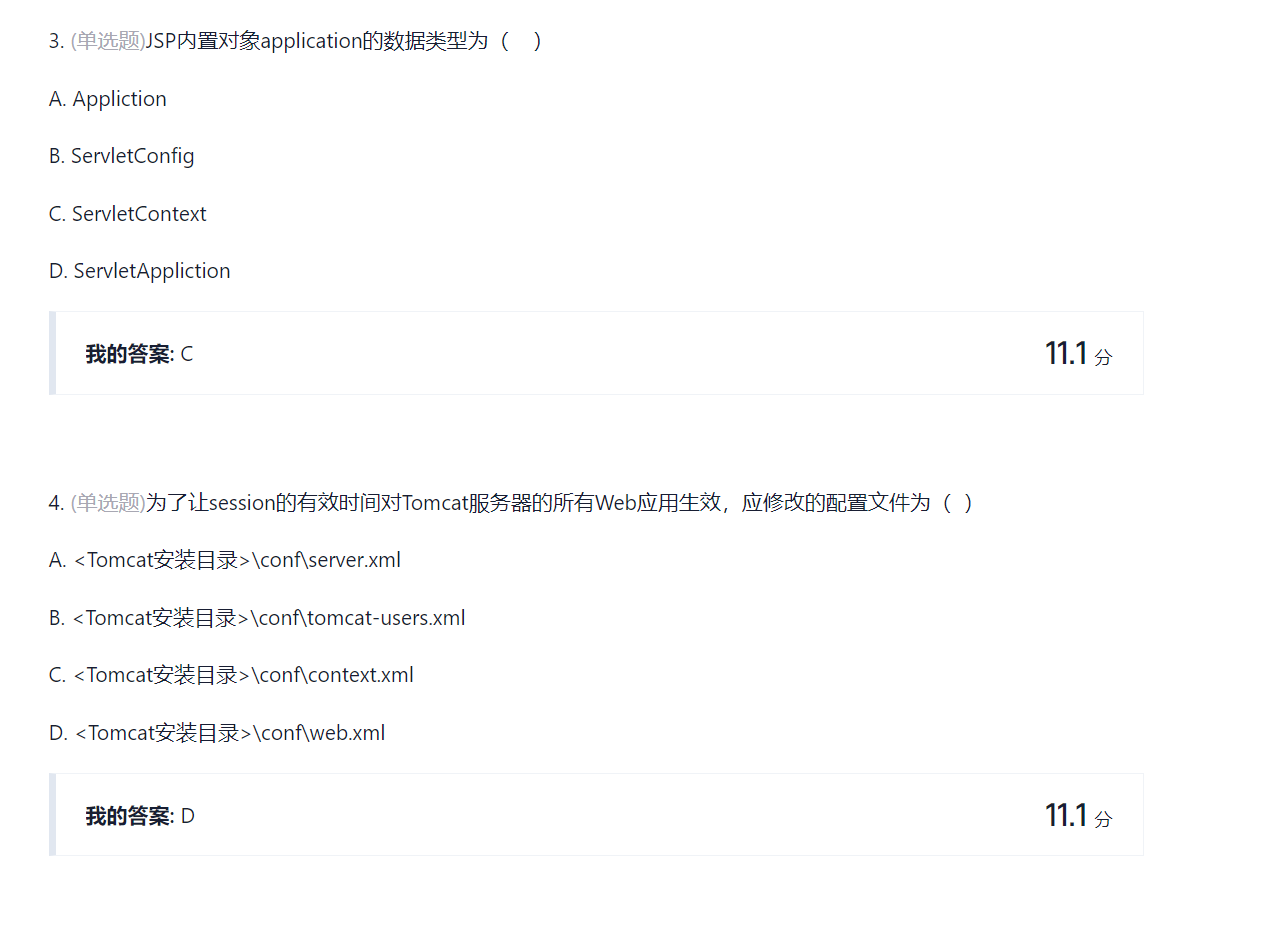 3. (单选题)JSP内置对象application的数据类型为（　）
A. Appliction
B. ServletConfig
C. ServletContext
D. ServletAppliction
我的答案: C
11.1 分
4. (单选题)为了让session的有效时间对Tomcat服务器的所有Web应用生效，应修改的配置文件为（ ）
A. <Tomcat安装目录>\conf\server.xml
B. <Tomcat安装目录>\conf\tomcat-users.xml
C. <Tomcat安装目录>\conf\context.xml
D. <Tomcat安装目录>\conf\web.xml
我的答案: D
11.1 分